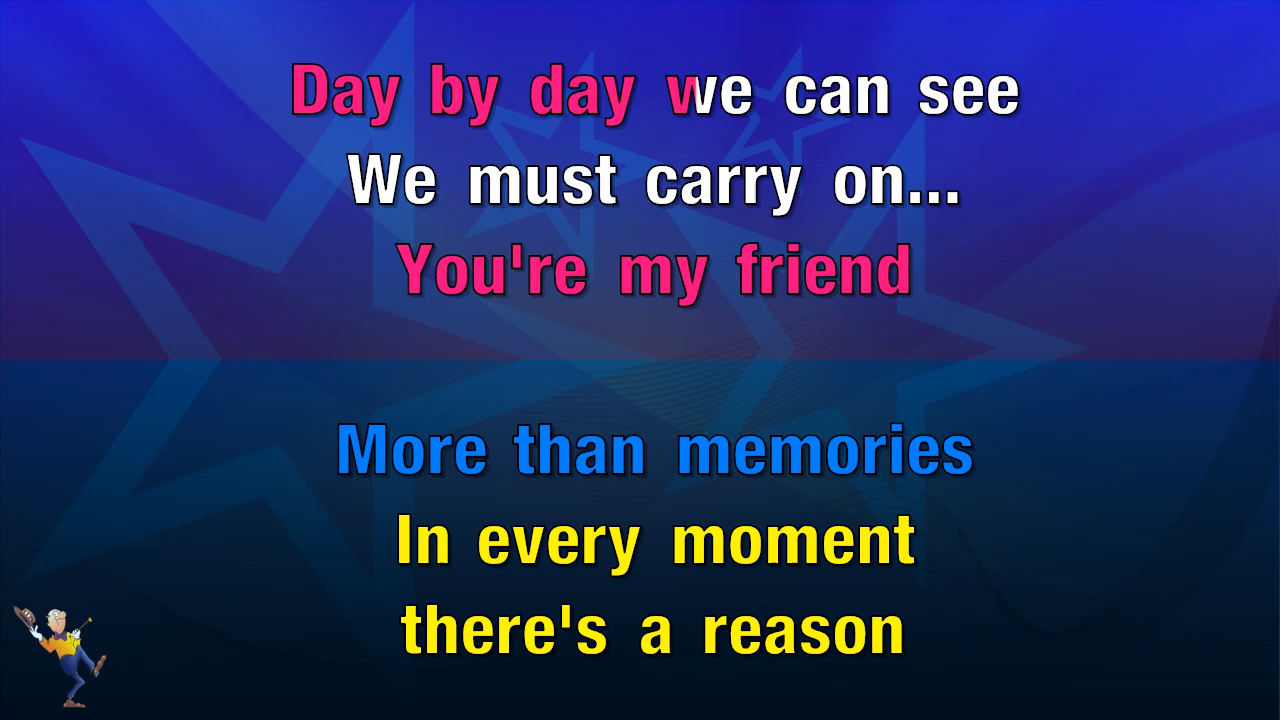 Day by day we can see
We must carry on...
You're my friend
More than memories
In every moment
there's a reason